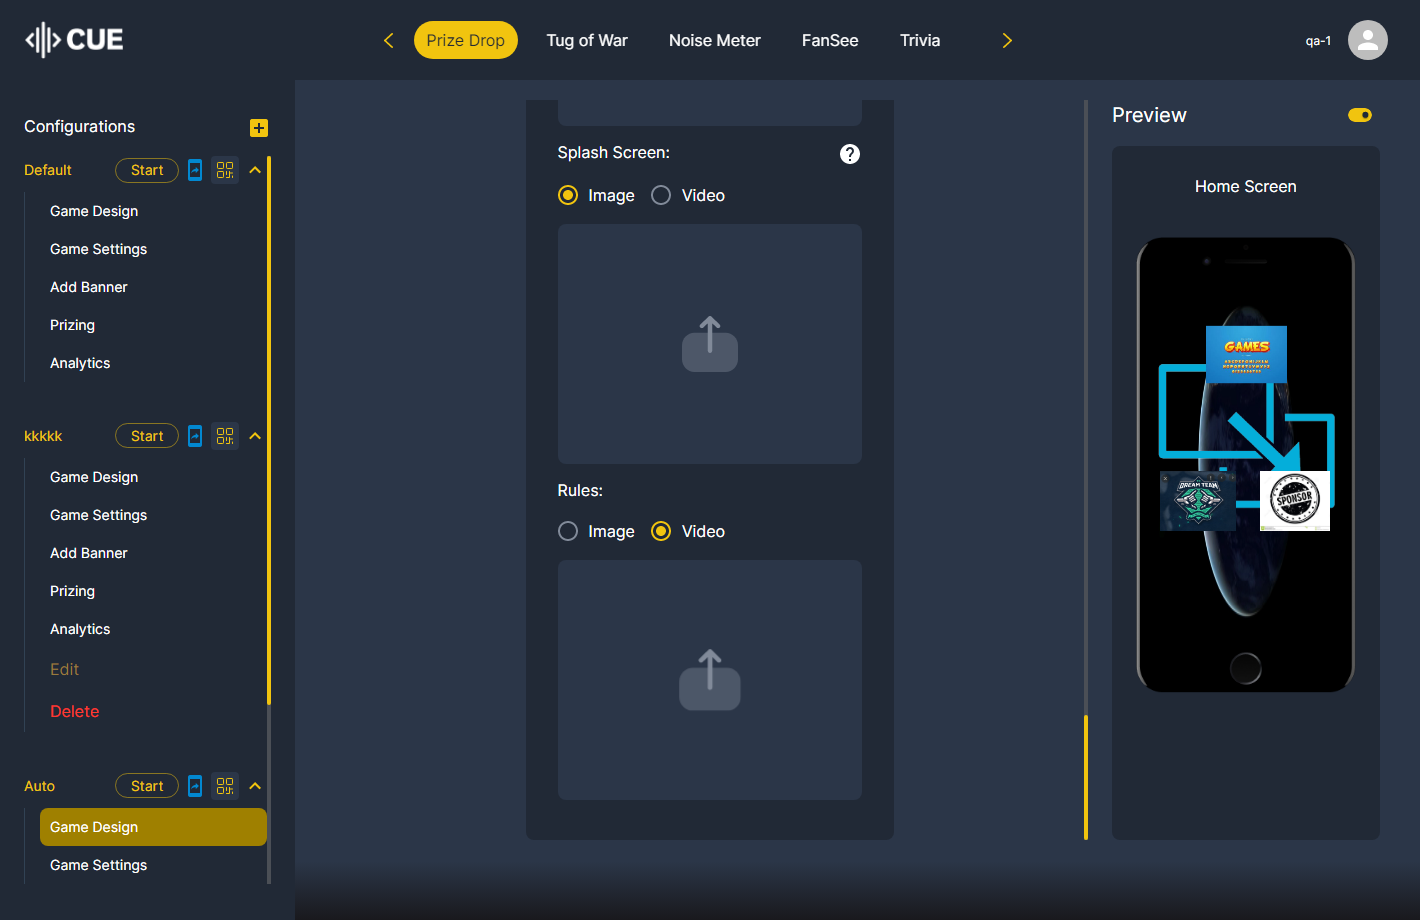 CUE
Prize Drop
Tug of War
Noise Meter
FanSee
Trivia
qa-1
Configurations
Default
Start
Game Design
Game Settings
Add Banner
Prizing
Analytics
kkkkk
Start
Game Design
Game Settings
Add Banner
Prizing
Analytics
Edit
Delete
Auto
Start
Game Design
Game Settings
Splash Screen:
?
Image
Video
Rules:
Image
Video
Preview
Home Screen
GAMES
DREAM TEAM
SPONSOR